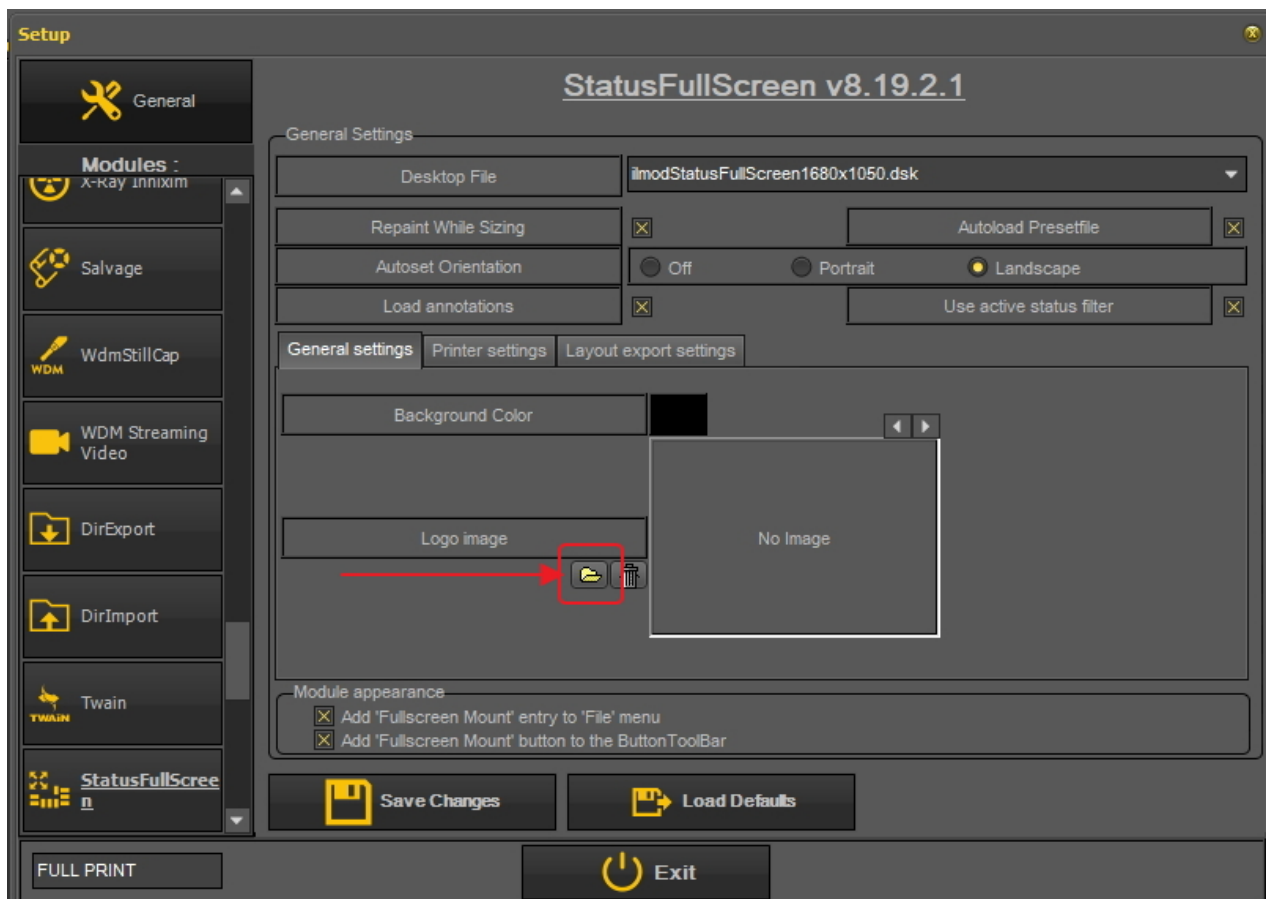 Setup
General
Modules :
X-Ray Innixim
Salvage
WDM
WdmStillCap
WDM Streaming
Video
DirExport
DirImport
TWAIN
Twain
StatusFullScree
n
FULL PRINT
StatusFullScreen v8.19.2.1
General Settings
Desktop File
ilmodStatusFullScreen1680x1050.dsk
Repaint While Sizing
Autoload Presetfile
Autoset Orientation
Off
Portrait
Landscape
Load annotations
Use active status filter
General settings
Printer settings
Layout export settings
Background Color
Logo image
No Image
Module appearance
Add 'Fullscreen Mount' entry to 'File' menu
Add 'Fullscreen Mount' button to the ButtonToolBar
Save Changes
Load Defaults
Exit